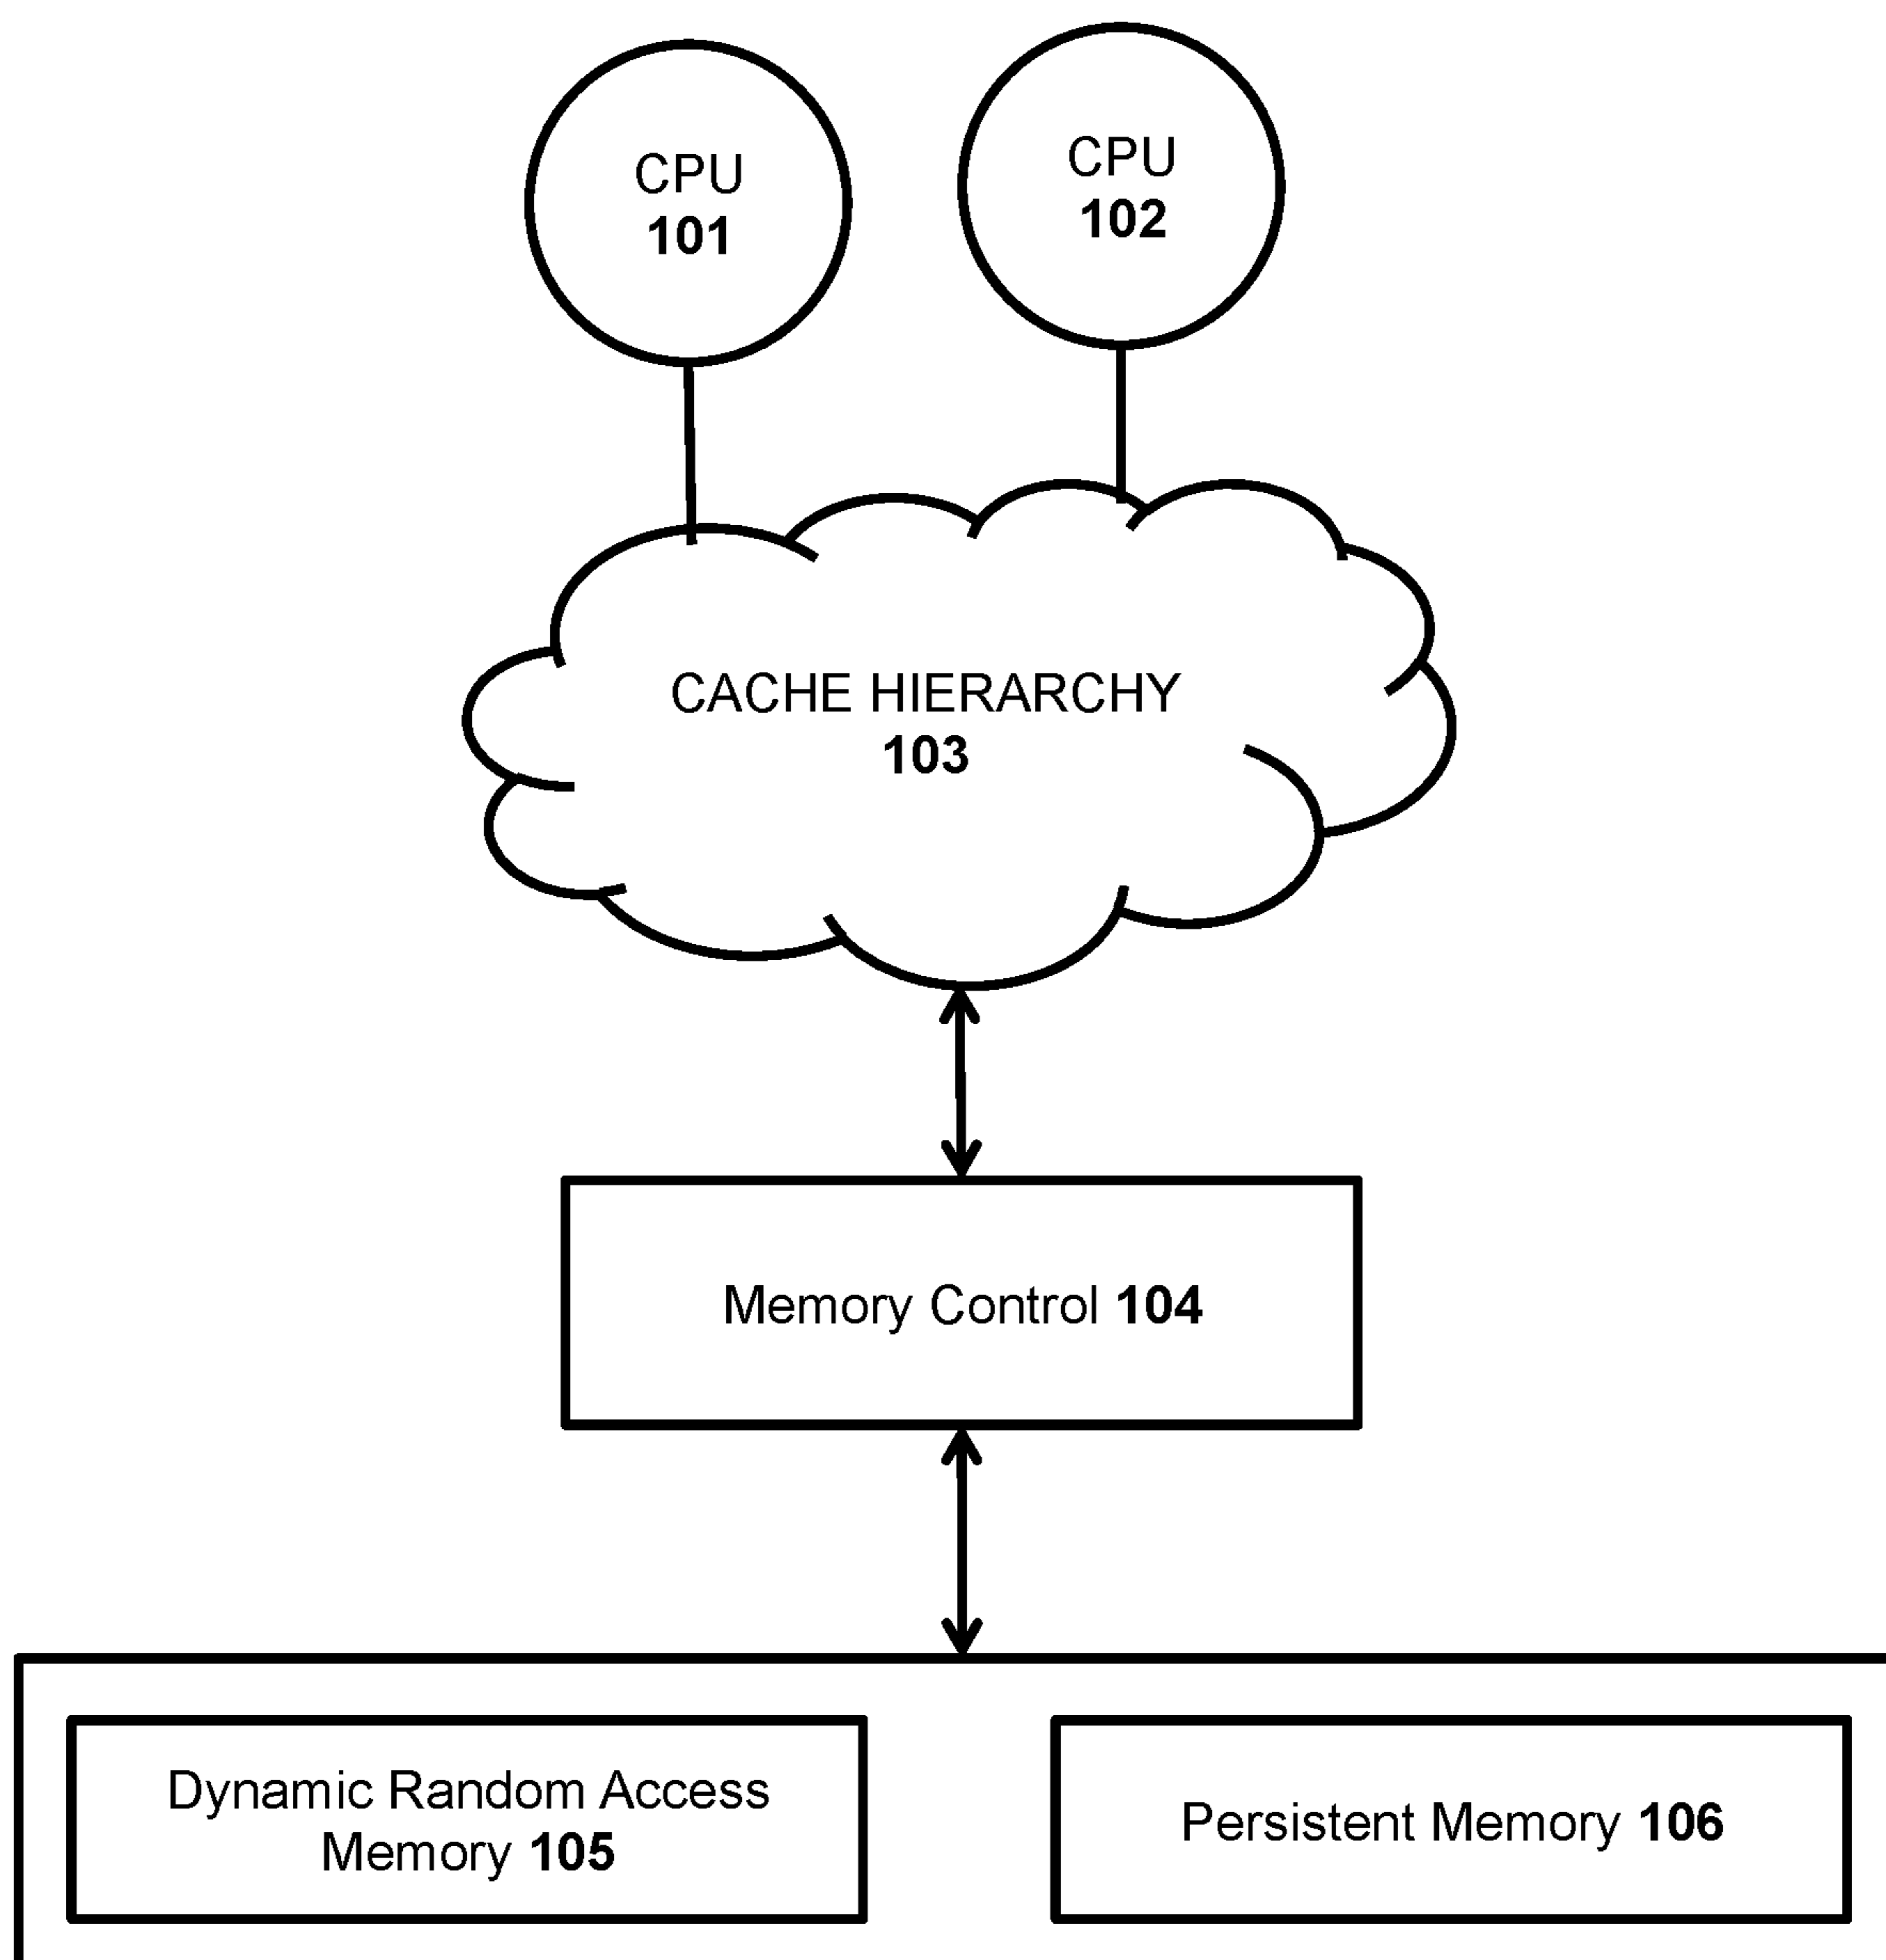 CPU
101
CPU
102
CACHE HIERARCHY
103
Memory Control 104
Dynamic Random Access
Memory 105
Persistent Memory 106